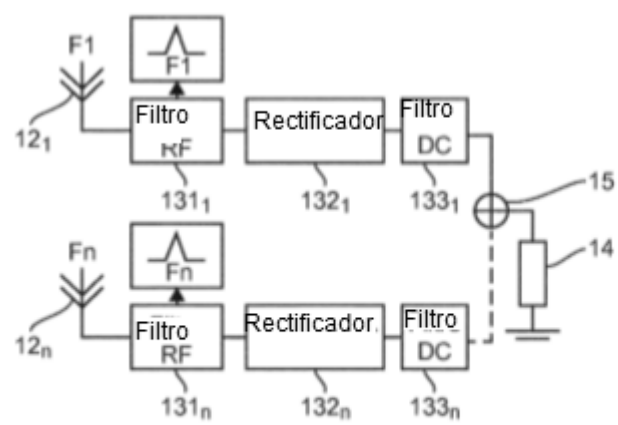 F1
F1
12₁
Filtro
RF
Rectificador
Filtro
DC
131₁
132₁
133₁
15
14
Fn
Fn
12ₙ
Filtro
RF
Rectificador.
Filtro
DC
131ₙ
132ₙ
133ₙ